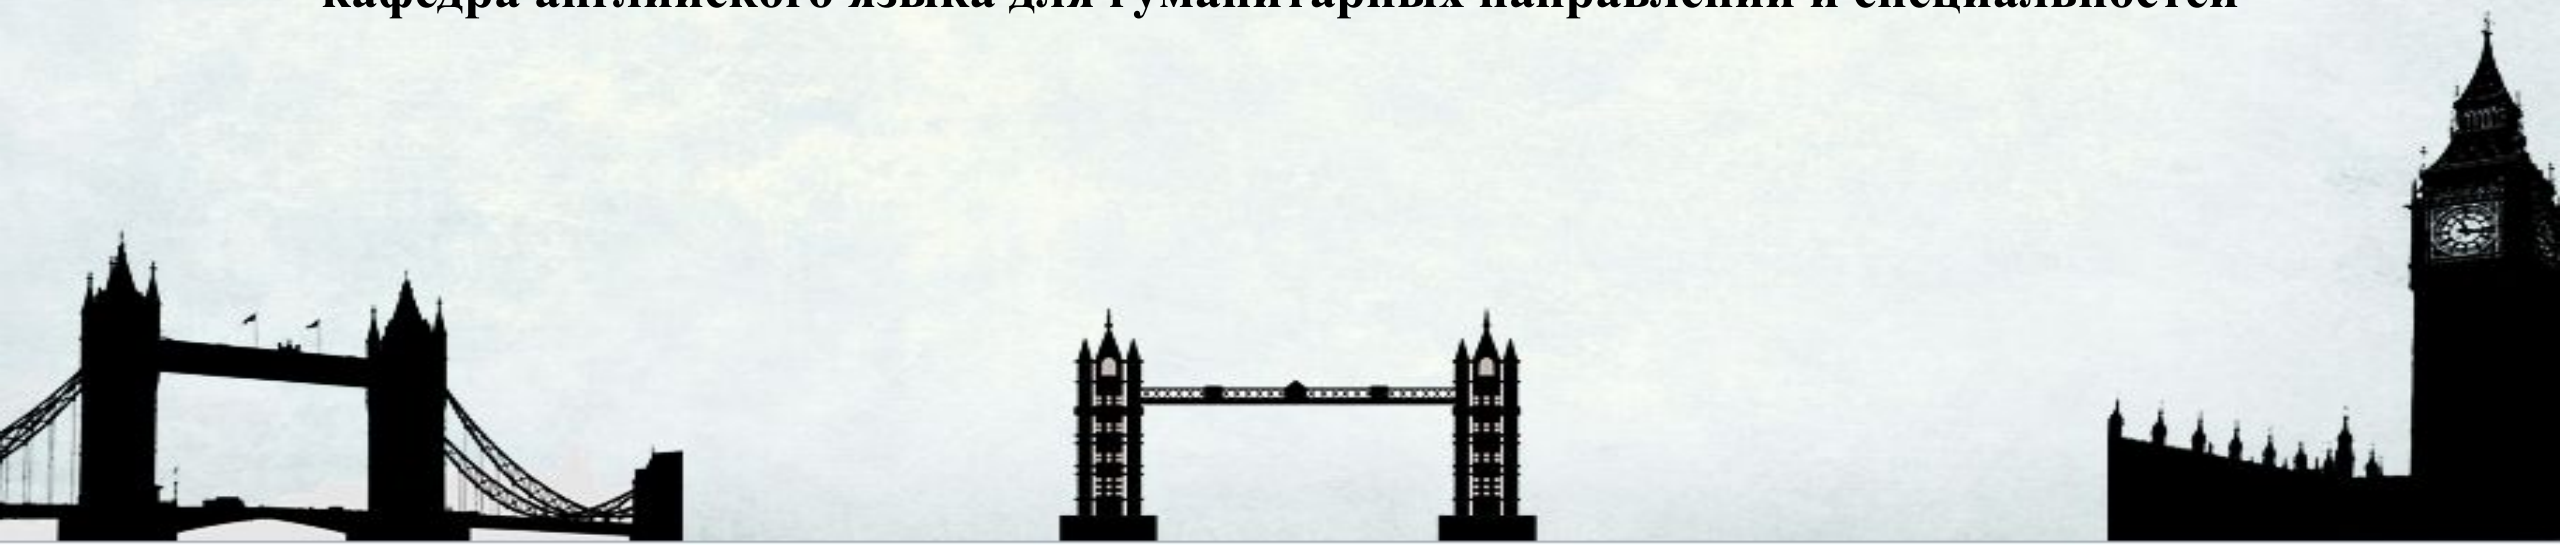 кафедра английского языка для гуманитарных направлений и специальностей